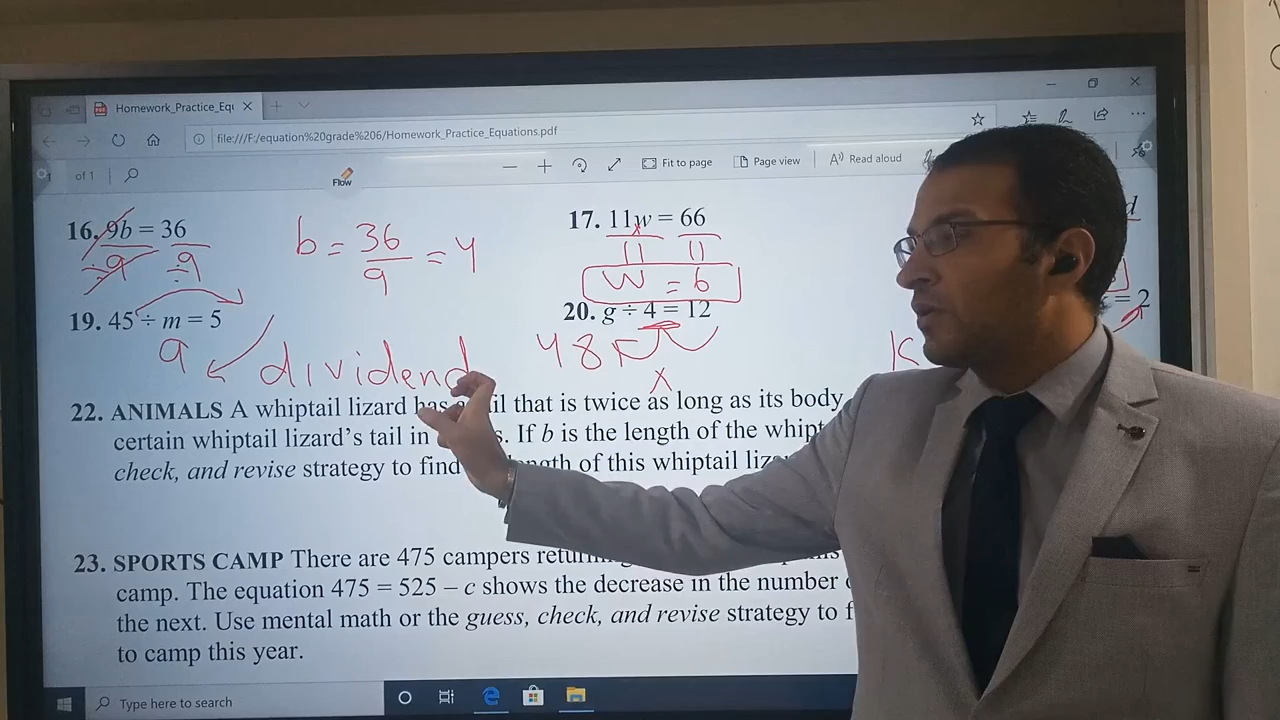 Homework_Practice_Equ
file:///F:/equation%20grade%206/Homework_Practice_Equations.pdf
of 1
Flow
Fit to page
Page view
Read aloud
16. 9b = 36
÷9 ÷9
b = 36/9 = 4
17. 11w = 66
11 11
w = 6
d
19. 45 ÷ m = 5
9
dividend
20. g ÷ 4 = 12
48
x
= 2
K
22. ANIMALS A whiptail lizard has a tail that is twice as long as its body
certain whiptail lizard's tail in . If b is the length of the whipt
check, and revise strategy to find length of this whiptail liz
23. SPORTS CAMP There are 475 campers return
camp. The equation 475 = 525 – c shows the decrease in the number
the next. Use mental math or the guess, check, and revise strategy to f
to camp this year.
Type here to search